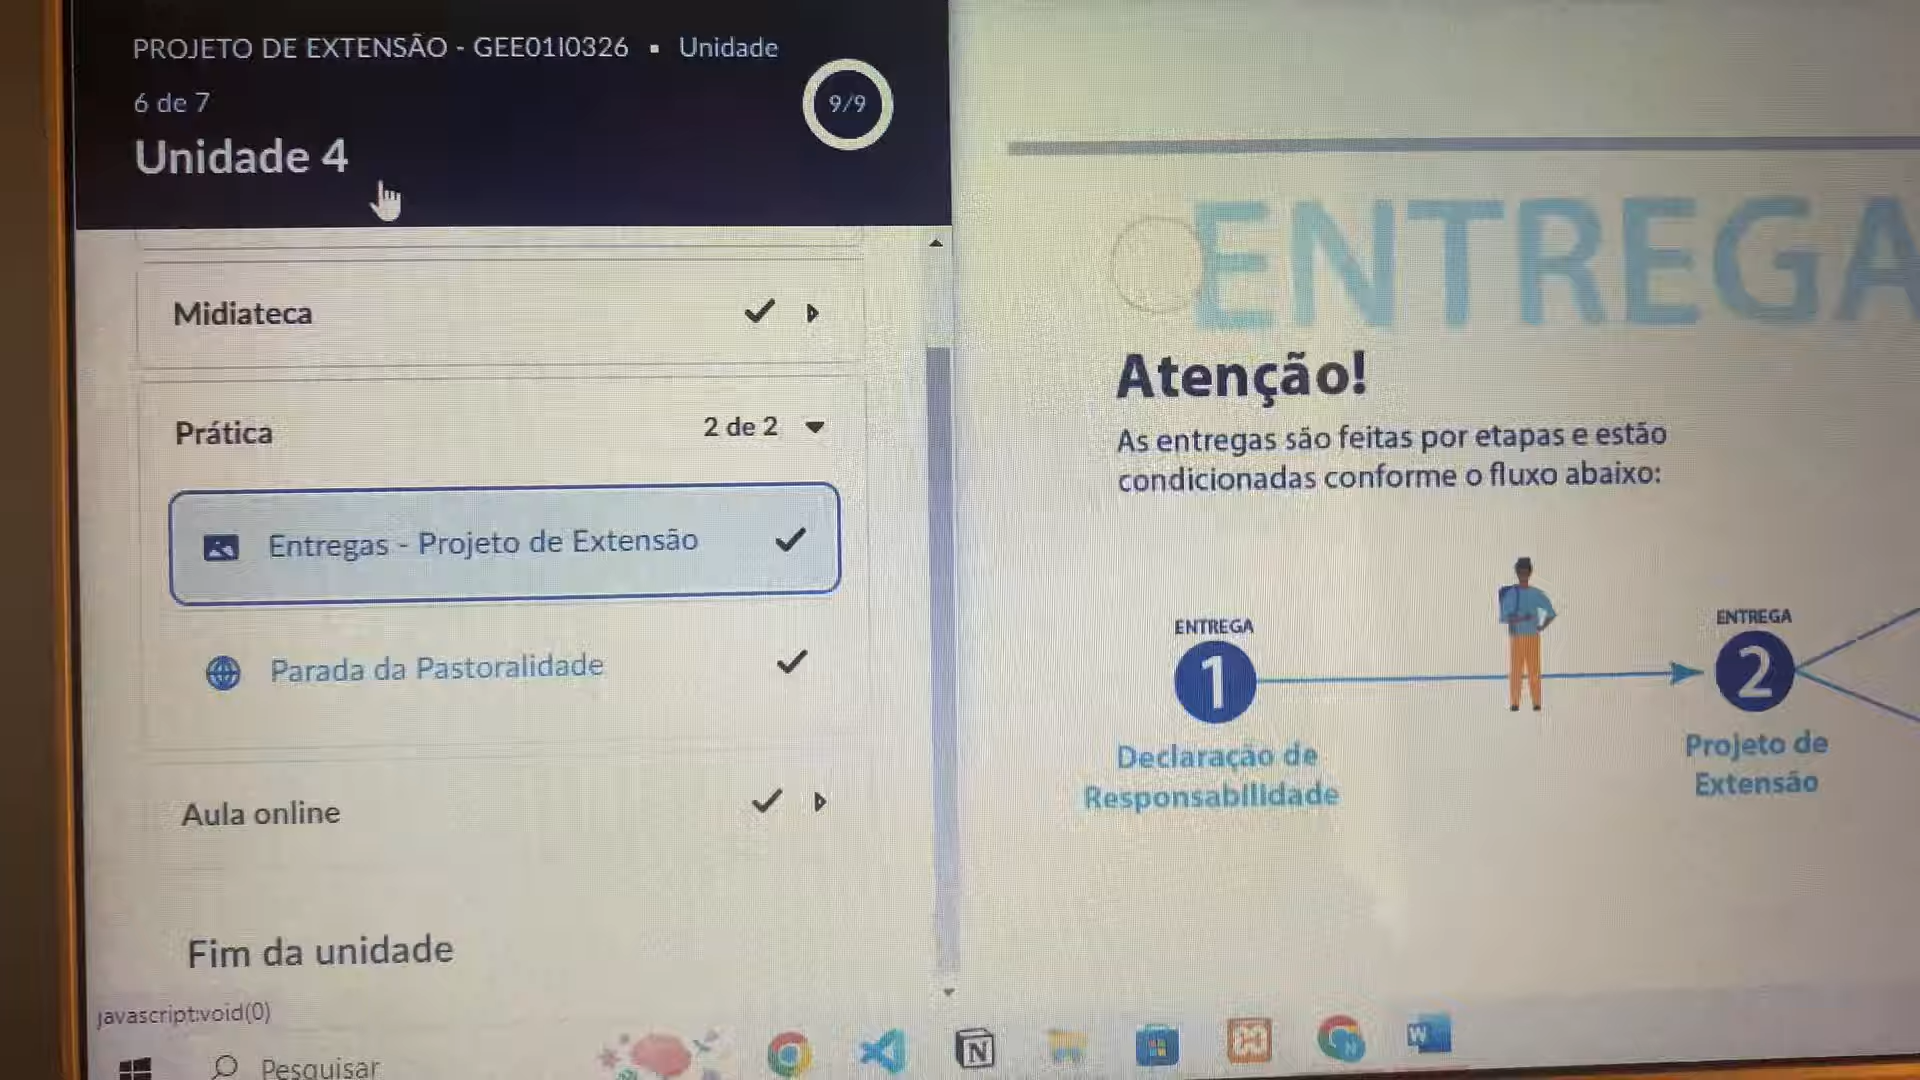 PROJETO DE EXTENSÃO - GEE01I0326 ▪ Unidade
6 de 7
9/9
Unidade 4
Midiateca
Prática 2 de 2
Entregas - Projeto de Extensão
Parada da Pastoralidade
Aula online
Fim da unidade
javascript:void(0)
Pesquisar
ENTREGA
Atenção!
As entregas são feitas por etapas e estão
condicionadas conforme o fluxo abaixo:
ENTREGA
1
Declaração de
Responsabilidade
ENTREGA
2
Projeto de
Extensão
N
N
W